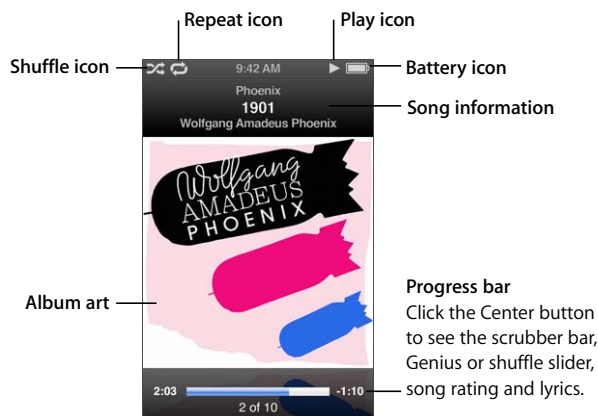 Repeat icon
Play icon
Shuffle icon
9:42 AM
Battery icon
Phoenix
1901
Wolfgang Amadeus Phoenix
Song information
Wolfgang
AMADEUS
PHOENIX
Album art
Progress bar
Click the Center button
to see the scrubber bar,
Genius or shuffle slider,
song rating and lyrics.
2:03
-1:10
2 of 10